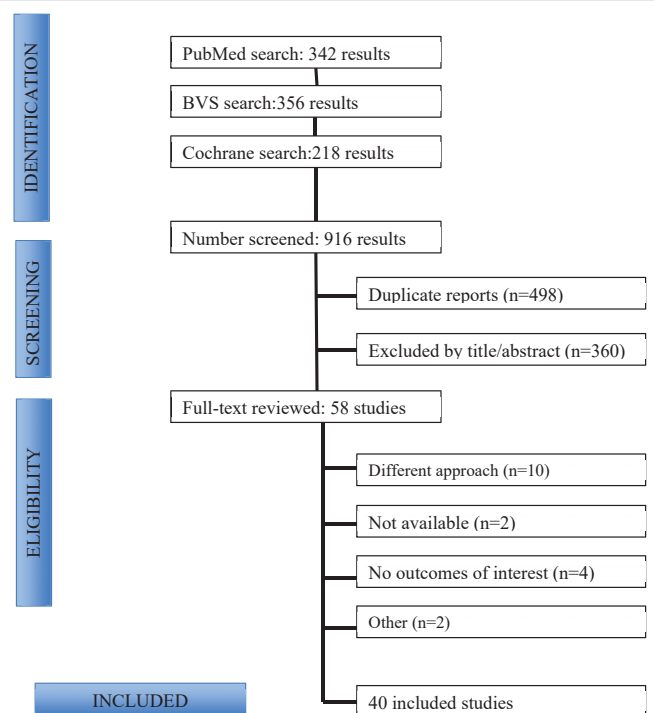 IDENTIFICATION
PubMed search: 342 results
BVS search:356 results
Cochrane search:218 results
Number screened: 916 results
SCREENING
Duplicate reports (n=498)
Excluded by title/abstract (n=360)
Full-text reviewed: 58 studies
ELIGIBILITY
Different approach (n=10)
Not available (n=2)
No outcomes of interest (n=4)
Other (n=2)
INCLUDED
40 included studies